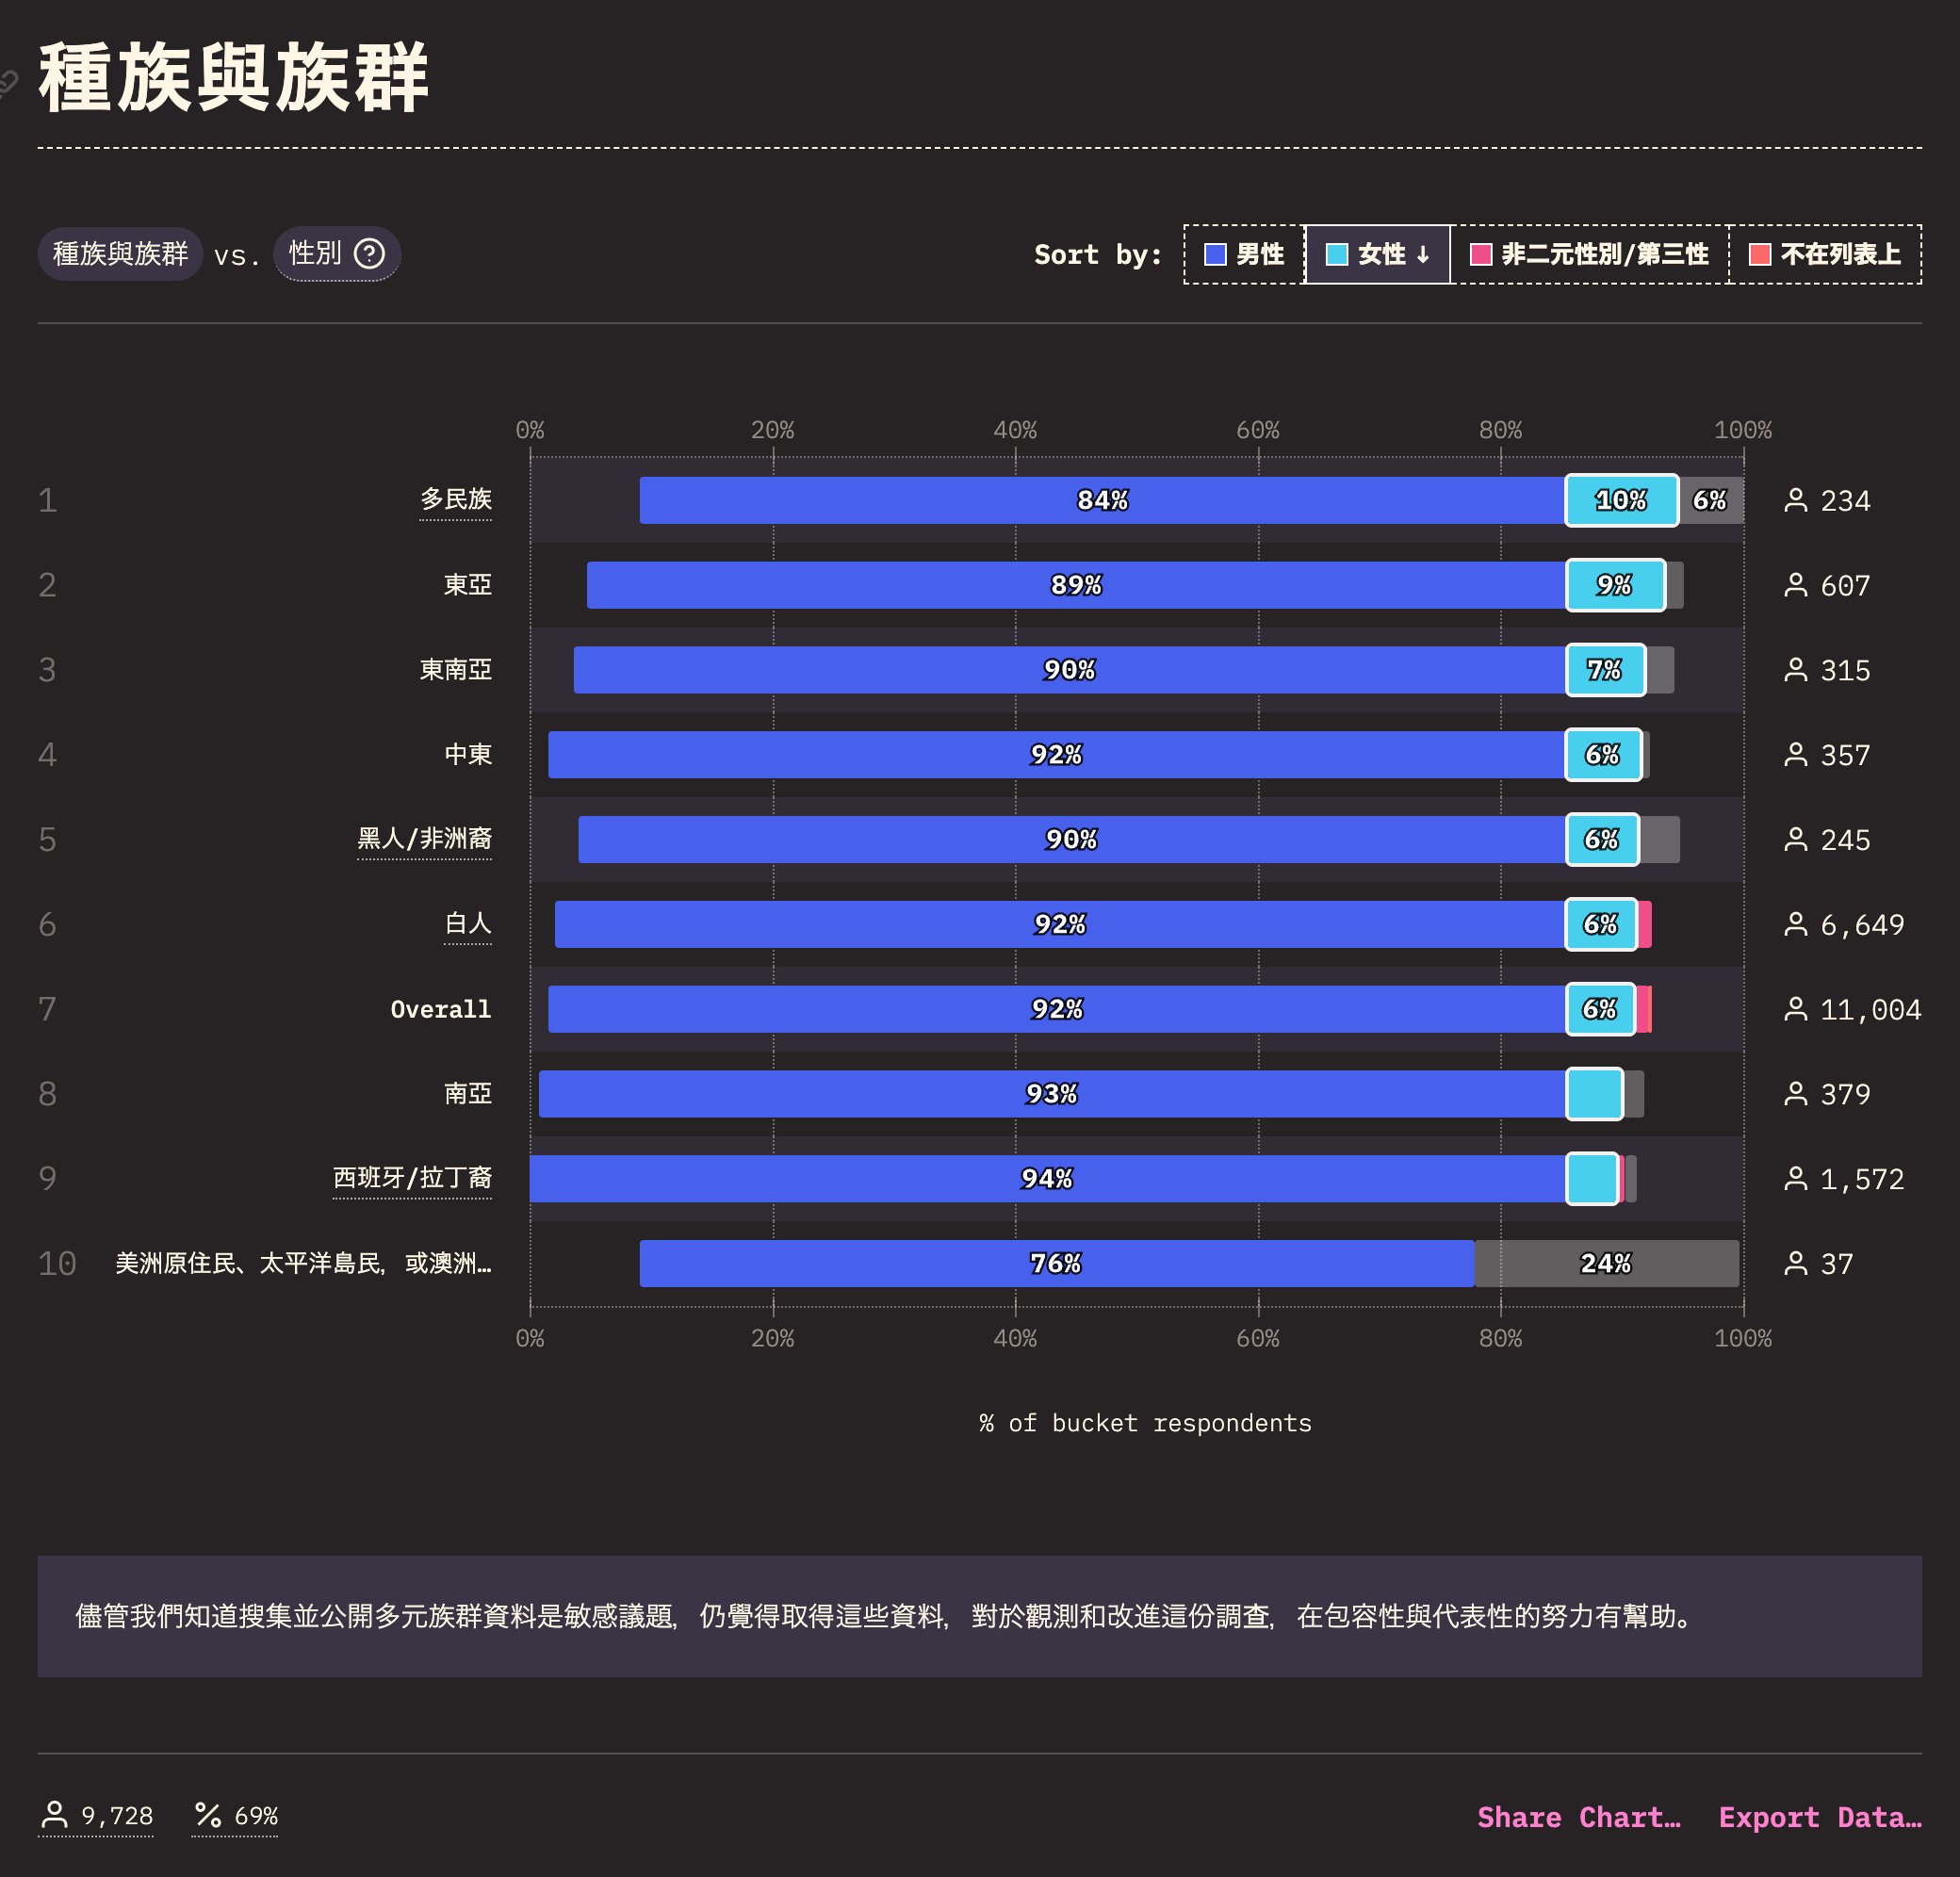 種族與族群
種族與族群 vs. 性別 ?
Sort by: 男性 女性 ↓ 非二元性別/第三性 不在列表上
0% 20% 40% 60% 80% 100%
1 多民族 84% 10% 6% 234
2 東亞 89% 9% 607
3 東南亞 90% 7% 315
4 中東 92% 6% 357
5 黑人/非洲裔 90% 6% 245
6 白人 92% 6% 6,649
7 Overall 92% 6% 11,004
8 南亞 93% 379
9 西班牙/拉丁裔 94% 1,572
10 美洲原住民、太平洋島民，或澳洲… 76% 24% 37
0% 20% 40% 60% 80% 100%
% of bucket respondents
儘管我們知道搜集並公開多元族群資料是敏感議題，仍覺得取得這些資料，對於觀測和改進這份調查，在包容性與代表性的努力有幫助。
9,728 % 69% Share Chart… Export Data…